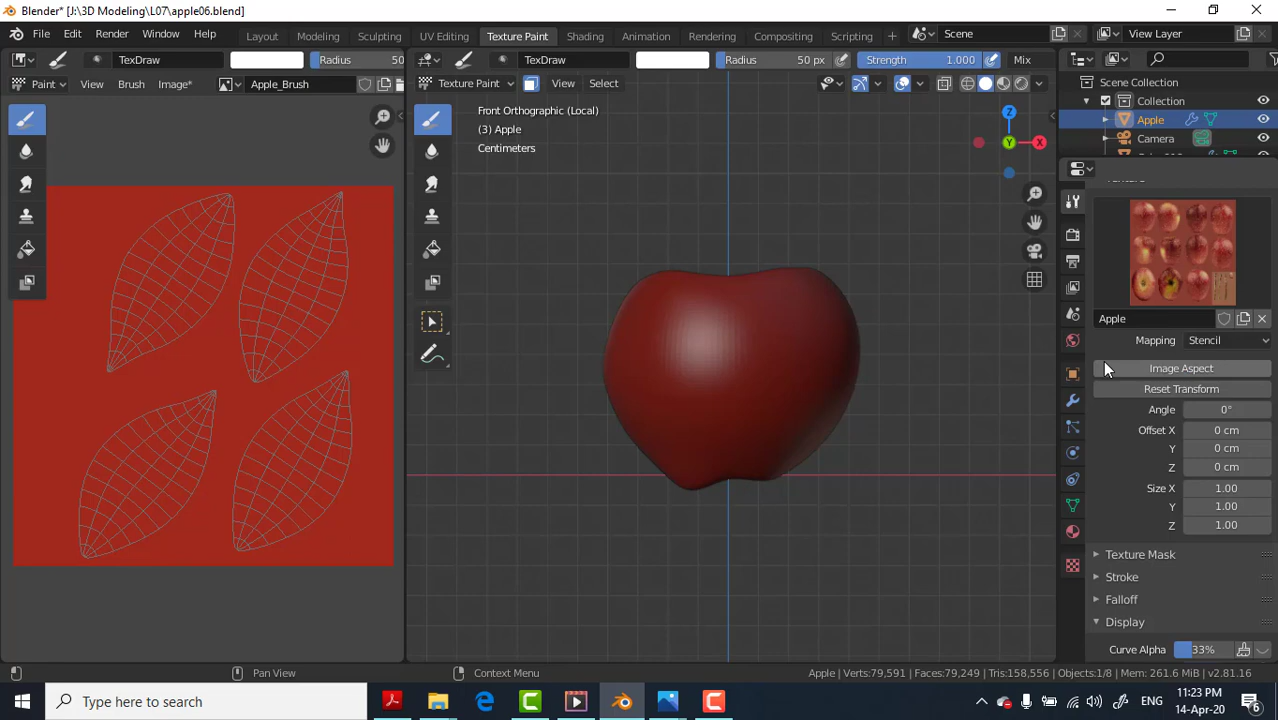 Blender* [J:\3D Modeling\L07\apple06.blend]
File Edit Render Window Help Layout Modeling Sculpting UV Editing Texture Paint Shading Animation Rendering Compositing Scripting Scene View Layer
TexDraw Radius 50 TexDraw Radius 50 px Strength 1.000 Mix
Paint View Brush Image* Apple_Brush Texture Paint View Select
Scene Collection
Collection
Apple
Camera
Front Orthographic (Local)
(3) Apple
Centimeters
Z
Y
X
Apple
Mapping Stencil
Image Aspect
Reset Transform
Angle 0°
Offset X 0 cm
Y 0 cm
Z 0 cm
Size X 1.00
Y 1.00
Z 1.00
Texture Mask
Stroke
Falloff
Display
Curve Alpha 33%
Pan View Context Menu Apple | Verts:79,591 | Faces:79,249 | Tris:158,556 | Objects:1/8 | Mem: 261.6 MiB | v2.81.16
Type here to search
ENG
11:23 PM
14-Apr-20
6